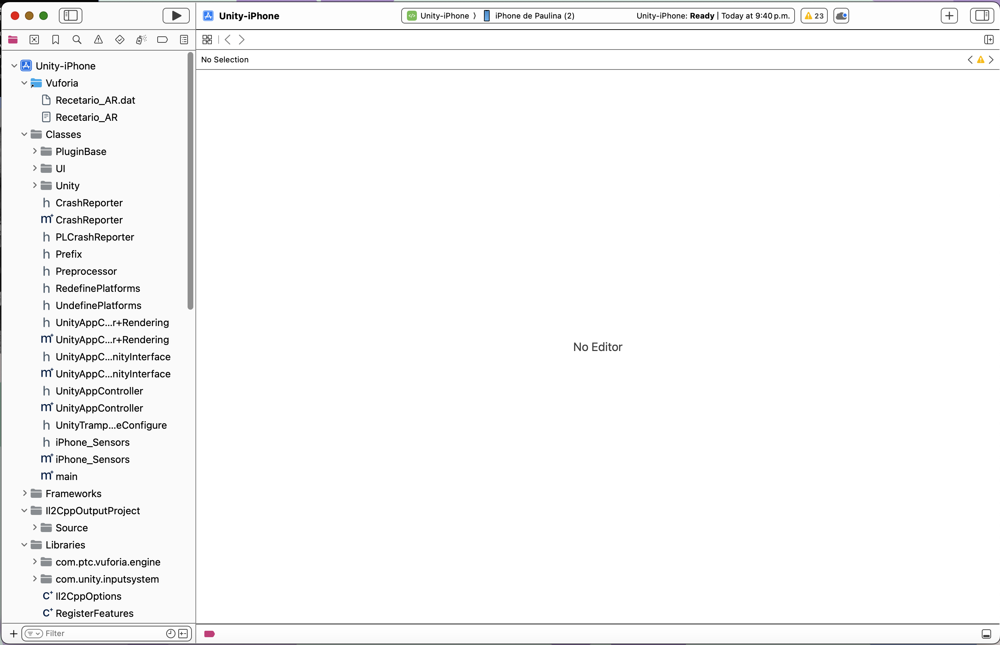 Unity-iPhone
Unity-iPhone 〉 iPhone de Paulina (2)
Unity-iPhone: Ready | Today at 9:40 p.m.
23
No Selection
Unity-iPhone
Vuforia
Recetario_AR.dat
Recetario_AR
Classes
PluginBase
UI
Unity
h CrashReporter
m+ CrashReporter
h PLCrashReporter
h Prefix
h Preprocessor
h RedefinePlatforms
h UndefinePlatforms
h UnityAppC...r+Rendering
m+ UnityAppC...r+Rendering
h UnityAppC...nityInterface
m+ UnityAppC...nityInterface
h UnityAppController
m+ UnityAppController
h UnityTramp...eConfigure
h iPhone_Sensors
m+ iPhone_Sensors
m+ main
Frameworks
Il2CppOutputProject
Source
Libraries
com.ptc.vuforia.engine
com.unity.inputsystem
C+ Il2CppOptions
C+ RegisterFeatures
Filter
No Editor